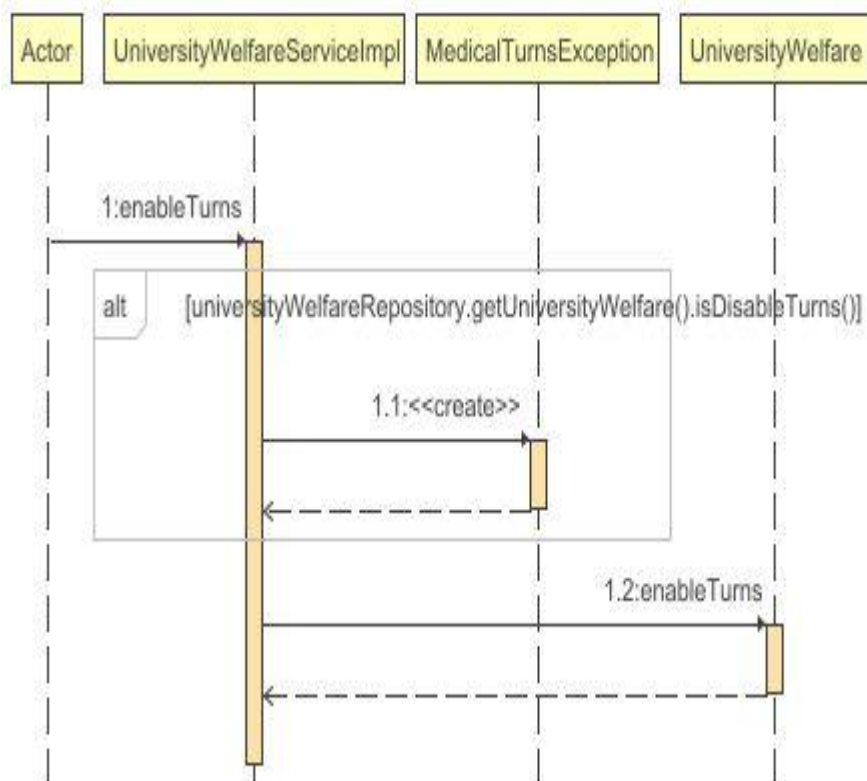 Actor
UniversityWelfareServiceImpl
MedicalTurnsException
UniversityWelfare
1:enableTurns
alt
[universityWelfareRepository.getUniversityWelfare().isDisableTurns()]
1.1:<<create>>
1.2:enableTurns